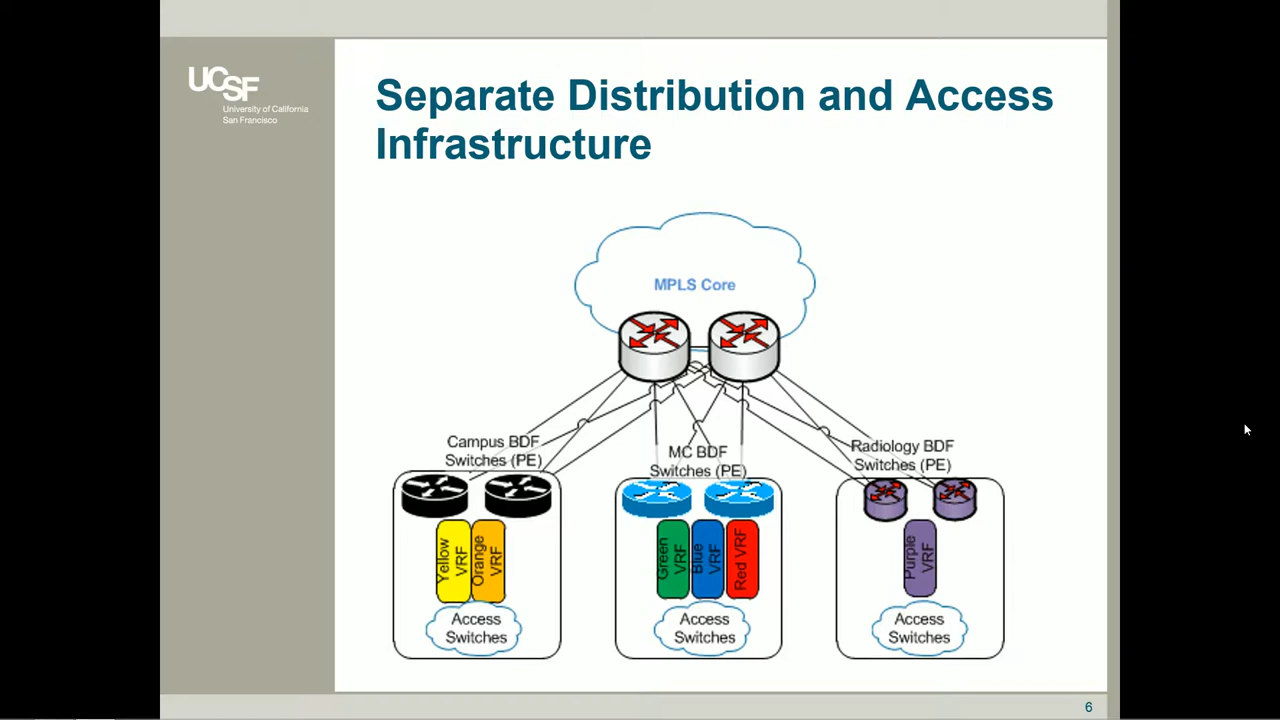 UCSF
University of California
San Francisco
Separate Distribution and Access
Infrastructure
MPLS Core
Campus BDF
Switches (PE)
MC BDF
Switches (PE)
Radiology BDF
Switches (PE)
Yellow
VRF
Orange
VRF
Green
VRF
Blue
VRF
Red VRF
Purple
VRF
Access
Switches
Access
Switches
Access
Switches
6